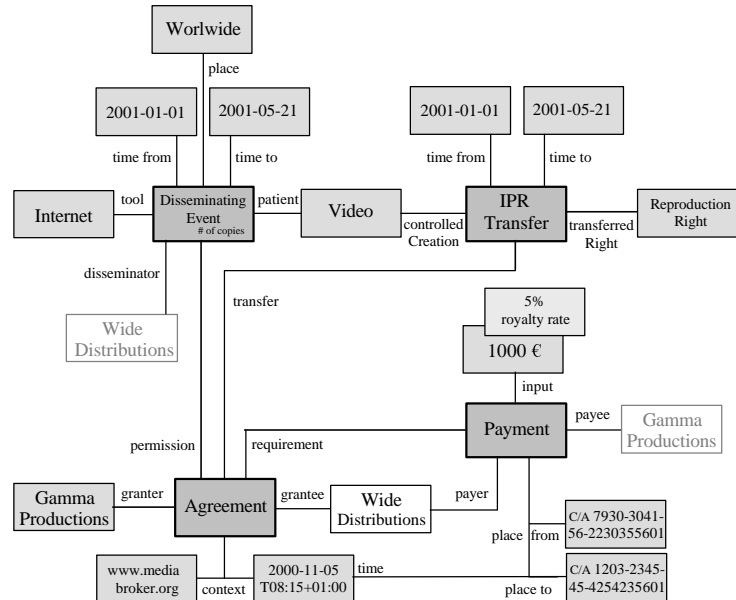 Worlwide
place
2001-01-01
2001-05-21
2001-01-01
2001-05-21
time from
time to
time from
time to
Internet
tool
Disseminating
Event
# of copies
patient
Video
controlled
Creation
IPR
Transfer
transferred
Right
Reproduction
Right
disseminator
transfer
Wide
Distributions
5%
royalty rate
1000 €
input
permission
requirement
Payment
payee
Gamma
Productions
Gamma
Productions
granter
Agreement
grantee
Wide
Distributions
payer
place
from
C/A 7930-3041-
56-2230355601
www.media
broker.org
context
2000-11-05
T08:15+01:00
time
place to
C/A 1203-2345-
45-4254235601